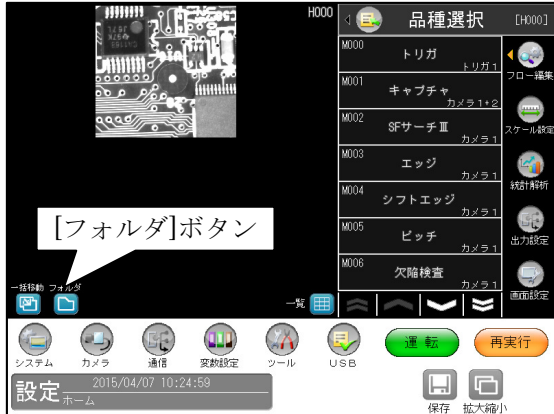 H000
品種選択
[H000]
M000
トリガ
トリガ1
M001
キャプチャ
カメラ1+2
M002
SFサーチⅢ
カメラ1
M003
エッジ
カメラ1
M004
シフトエッジ
カメラ1
M005
ピッチ
カメラ1
M006
欠陥検査
カメラ1
フロー編集
スケール設定
統計解析
出力設定
画面設定
[フォルダ]ボタン
一括移動 フォルダ
一覧
システム
カメラ
通信
変数設定
ツール
USB
運転
再実行
設定
2015/04/07 10:24:59
ホーム
保存
拡大縮小